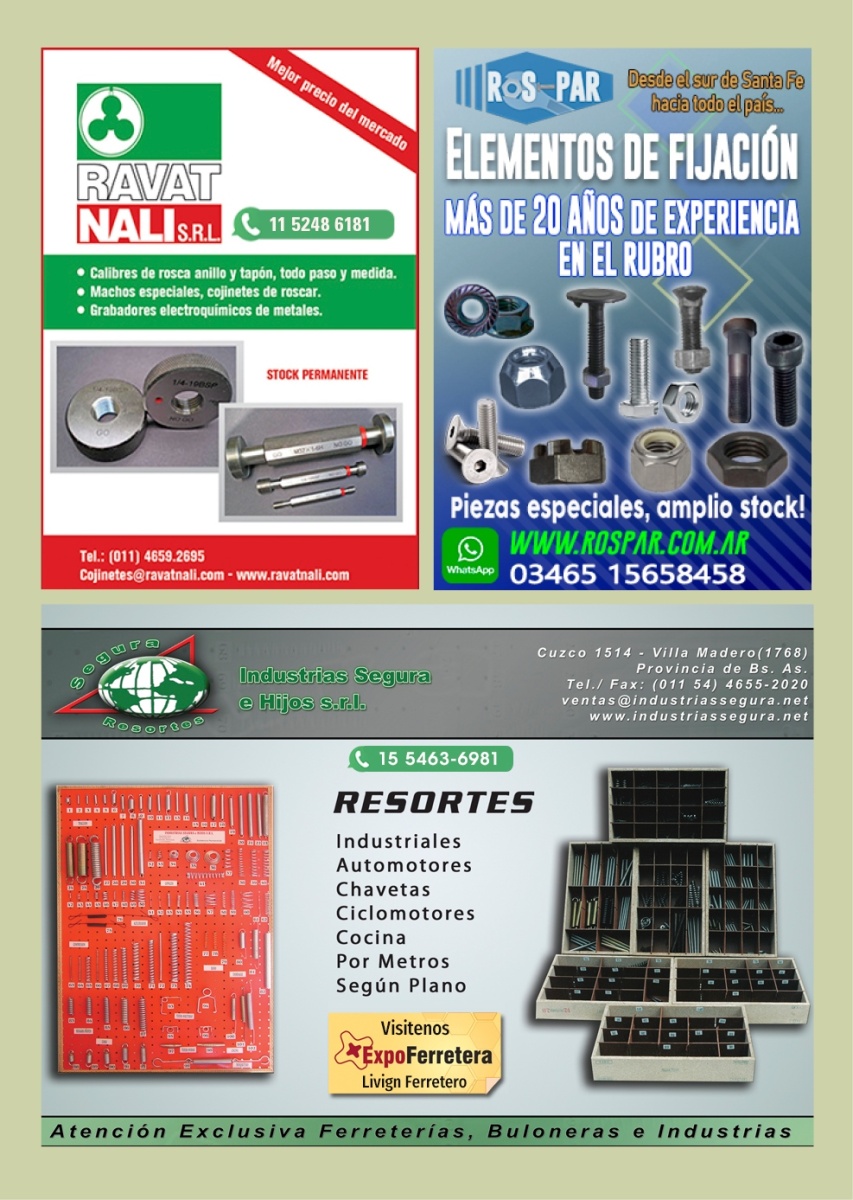 Mejor precio del mercado
RAVAT
NALI S.R.L.
11 5248 6181
• Calibres de rosca anillo y tapón, todo paso y medida.
• Machos especiales, cojinetes de roscar.
• Grabadores electroquímicos de metales.
STOCK PERMANENTE
1/4-19BSP
GO
NO GO
Tel.: (011) 4659.2695
Cojinetes@ravatnali.com - www.ravatnali.com
ROS-PAR
Desde el sur de Santa Fe
hacia todo el país...
ELEMENTOS DE FIJACIÓN
MÁS DE 20 AÑOS DE EXPERIENCIA
EN EL RUBRO
Piezas especiales, amplio stock!
WhatsApp
WWW.ROSPAR.COM.AR
03465 15658458
Segura
Resortes
Industrias Segura
e Hijos s.r.l.
Cuzco 1514 - Villa Madero(1768)
Provincia de Bs. As.
Tel./ Fax: (011 54) 4655-2020
ventas@industriassegura.net
www.industriassegura.net
15 5463-6981
RESORTES
Industriales
Automotores
Chavetas
Ciclomotores
Cocina
Por Metros
Según Plano
Visitenos
ExpoFerretera
Livign Ferretero
Atención Exclusiva Ferreterías, Buloneras e Industrias